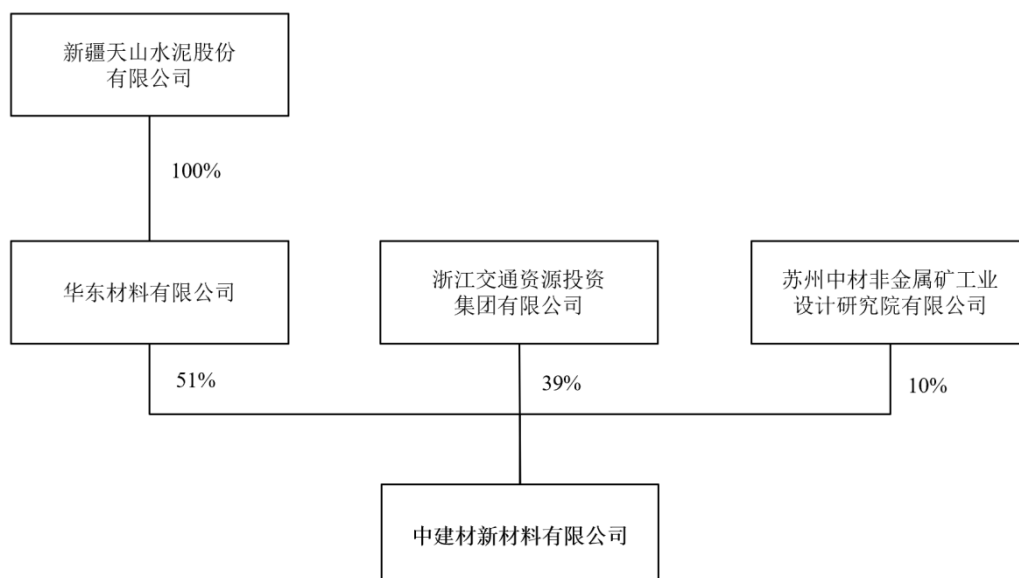 新疆天山水泥股份
有限公司
100%
华东材料有限公司
浙江交通资源投资
集团有限公司
苏州中材非金属矿工业
设计研究院有限公司
51%
39%
10%
中建材新材料有限公司